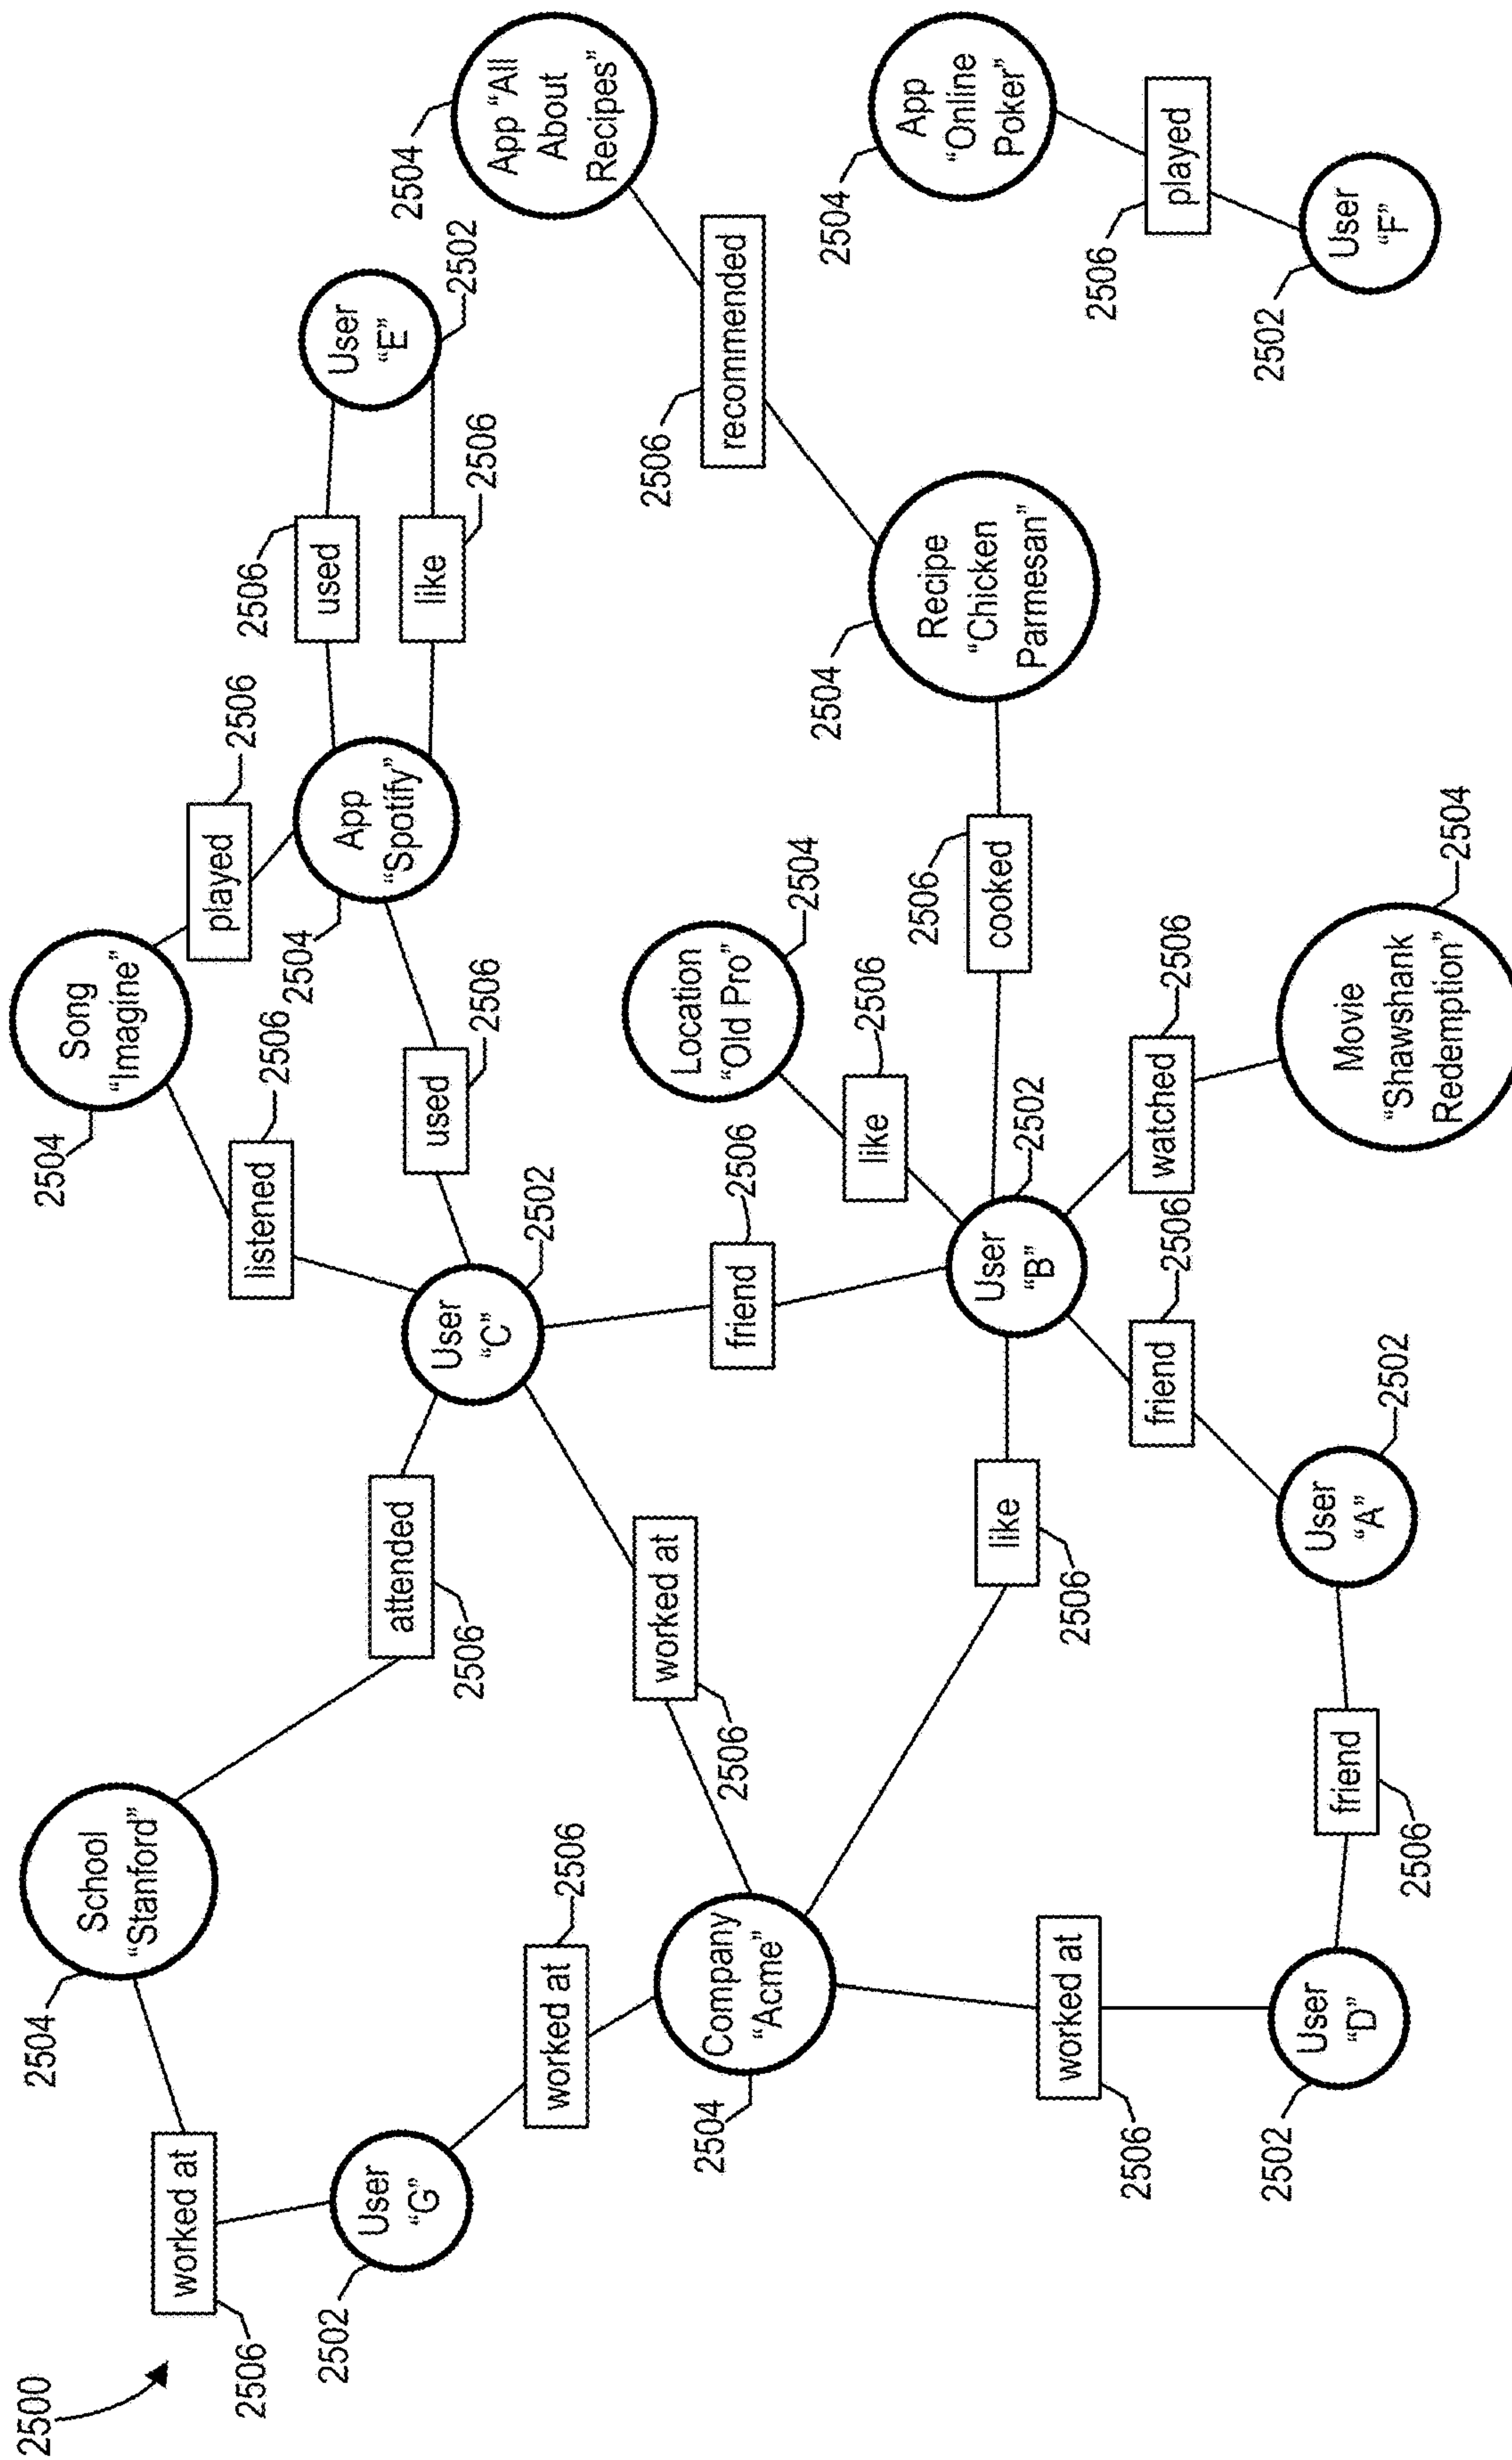 2500
2504
School
“Stanford”
2504
Song
“Imagine”
2506
worked at
2506
listened
played
2506
2502
User
“G”
attended
2506
User
“C”
2502
2504
App
“Spotify”
2506
used
like
2506
User
“E”
2502
2504
App “All
About
Recipes”
worked at
2506
used
2506
2504
Company
“Acme”
worked at
2506
friend
2506
Location
“Old Pro”
2504
2506
recommended
like
2506
like
2506
User
“B”
2502
2506
cooked
2504
Recipe
“Chicken
Parmesan”
2504
App
“Online
Poker”
2506
worked at
friend
2506
watched
2506
2506
played
2502
User
“D”
friend
2506
User
“A”
2502
Movie
“Shawshank
Redemption”
2504
2502
User
“F”